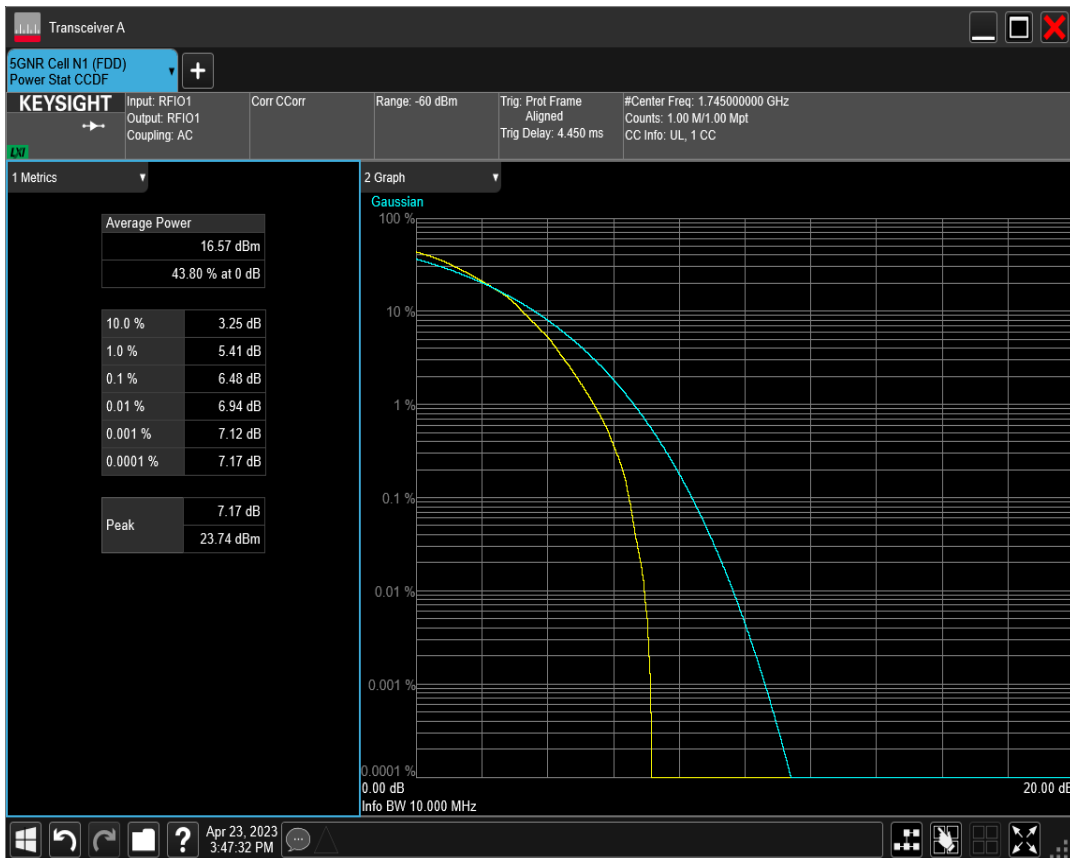 Transceiver A
5GNR Cell N1 (FDD)
Power Stat CCDF
KEYSIGHT
LXI
Input: RFIO1
Output: RFIO1
Coupling: AC
Corr CCorr
Range: -60 dBm
Trig: Prot Frame
Aligned
Trig Delay: 4.450 ms
#Center Freq: 1.745000000 GHz
Counts: 1.00 M/1.00 Mpt
CC Info: UL, 1 CC
1 Metrics
Average Power
16.57 dBm
43.80 % at 0 dB
10.0 % 3.25 dB
1.0 % 5.41 dB
0.1 % 6.48 dB
0.01 % 6.94 dB
0.001 % 7.12 dB
0.0001 % 7.17 dB
Peak
7.17 dB
23.74 dBm
2 Graph
Gaussian
100 %
10 %
1 %
0.1 %
0.01 %
0.001 %
0.0001 %
0.00 dB 20.00 dB
Info BW 10.000 MHz
Apr 23, 2023
3:47:32 PM